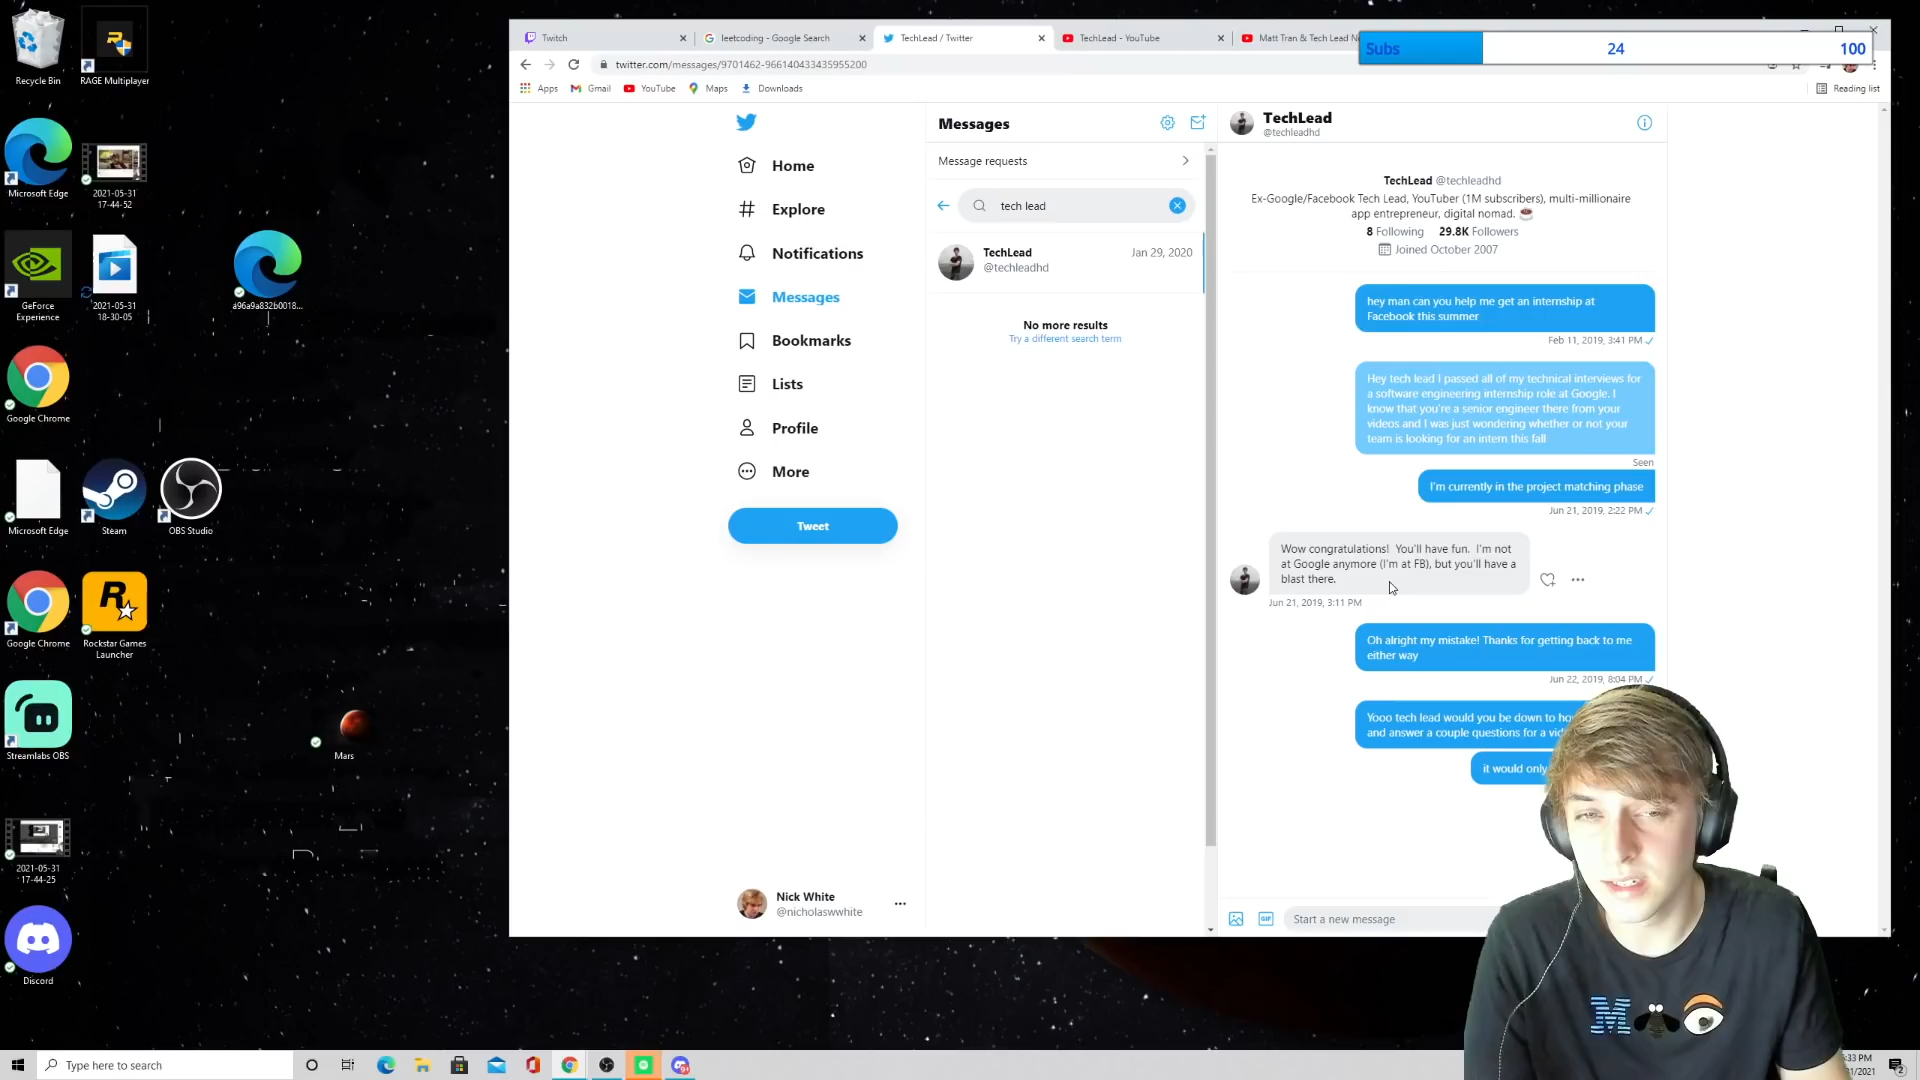 Recycle Bin
RAGE Multiplayer
Microsoft Edge
2021-05-31
17-44-52
GeForce
Experience
2021-05-31
18-30-05
a96a9a832b0018...
Google Chrome
Microsoft Edge
Steam
OBS Studio
Google Chrome
Rockstar Games
Launcher
Streamlabs OBS
Mars
2021-05-31
17-44-25
Discord
Type here to search
Twitch
leetcoding - Google Search
TechLead / Twitter
TechLead - YouTube
Matt Tran & Tech Lead
Subs
24
100
twitter.com/messages/9701462-966140433435955200
Apps
Gmail
YouTube
Maps
Downloads
Reading list
Home
Explore
Notifications
Messages
Bookmarks
Lists
Profile
More
Tweet
Nick White
@nicholaswwhite
Messages
Message requests
tech lead
TechLead
Jan 29, 2020
@techleadhd
No more results
Try a different search term
TechLead
@techleadhd
TechLead @techleadhd
Ex-Google/Facebook Tech Lead, YouTuber (1M subscribers), multi-millionaire
app entrepreneur, digital nomad.
8 Following 29.8K Followers
Joined October 2007
hey man can you help me get an internship at
Facebook this summer
Feb 11, 2019, 3:41 PM
Hey tech lead I passed all of my technical interviews for
a software engineering internship role at Google. I
know that you're a senior engineer there from your
videos and I was just wondering whether or not your
team is looking for an intern this fall
Seen
I'm currently in the project matching phase
Jun 21, 2019, 2:22 PM
Wow congratulations! You'll have fun. I'm not
at Google anymore (I'm at FB), but you'll have a
blast there.
Jun 21, 2019, 3:11 PM
Oh alright my mistake! Thanks for getting back to me
either way
Jun 22, 2019, 8:04 PM
Yooo tech lead would you be down to
and answer a couple questions for a
it would only
GIF
Start a new message
:33 PM
/2021